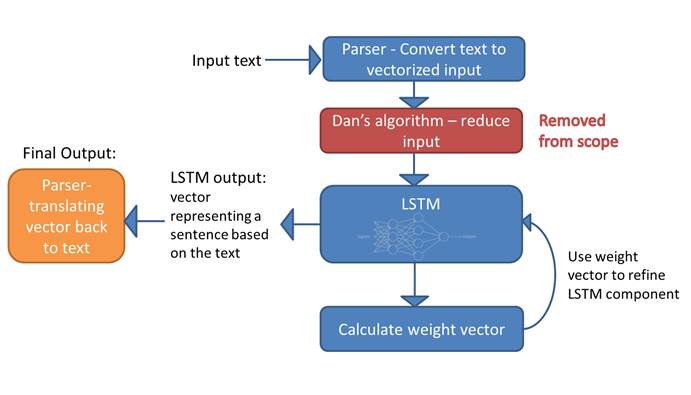 Input text
Parser - Convert text to
vectorized input
Dan's algorithm – reduce
input
Removed
from scope
Final Output:
Parser-
translating
vector back
to text
LSTM output:
vector
representing a
sentence based
on the text
LSTM
Use weight
vector to refine
LSTM component
Calculate weight vector